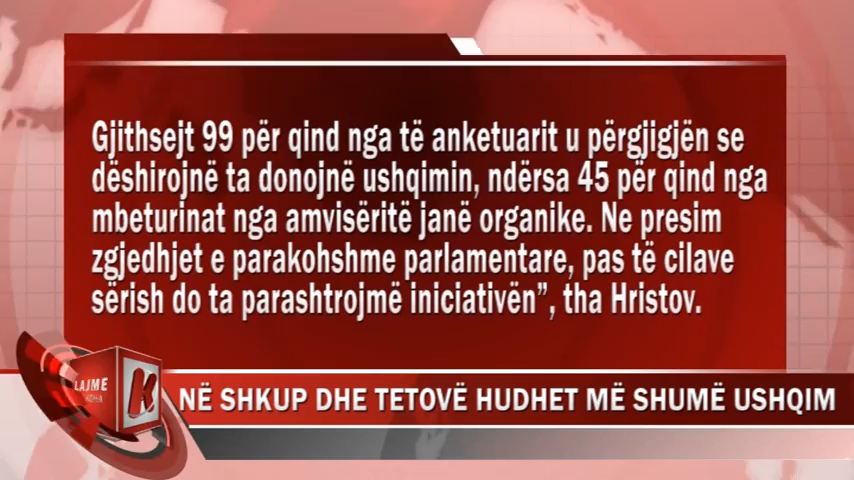 Gjithsejt 99 për qind nga të anketuarit u përgjigjën se
dëshirojnë ta donojnë ushqimin, ndërsa 45 për qind nga
mbeturinat nga amvisëritë janë organike. Ne presim
zgjedhjet e parakohshme parlamentare, pas të cilave
sërish do ta parashtrojmë iniciativën”, tha Hristov.
LAJME
KOHA
K
NË SHKUP DHE TETOVË HUDHET MË SHUMË USHQIM